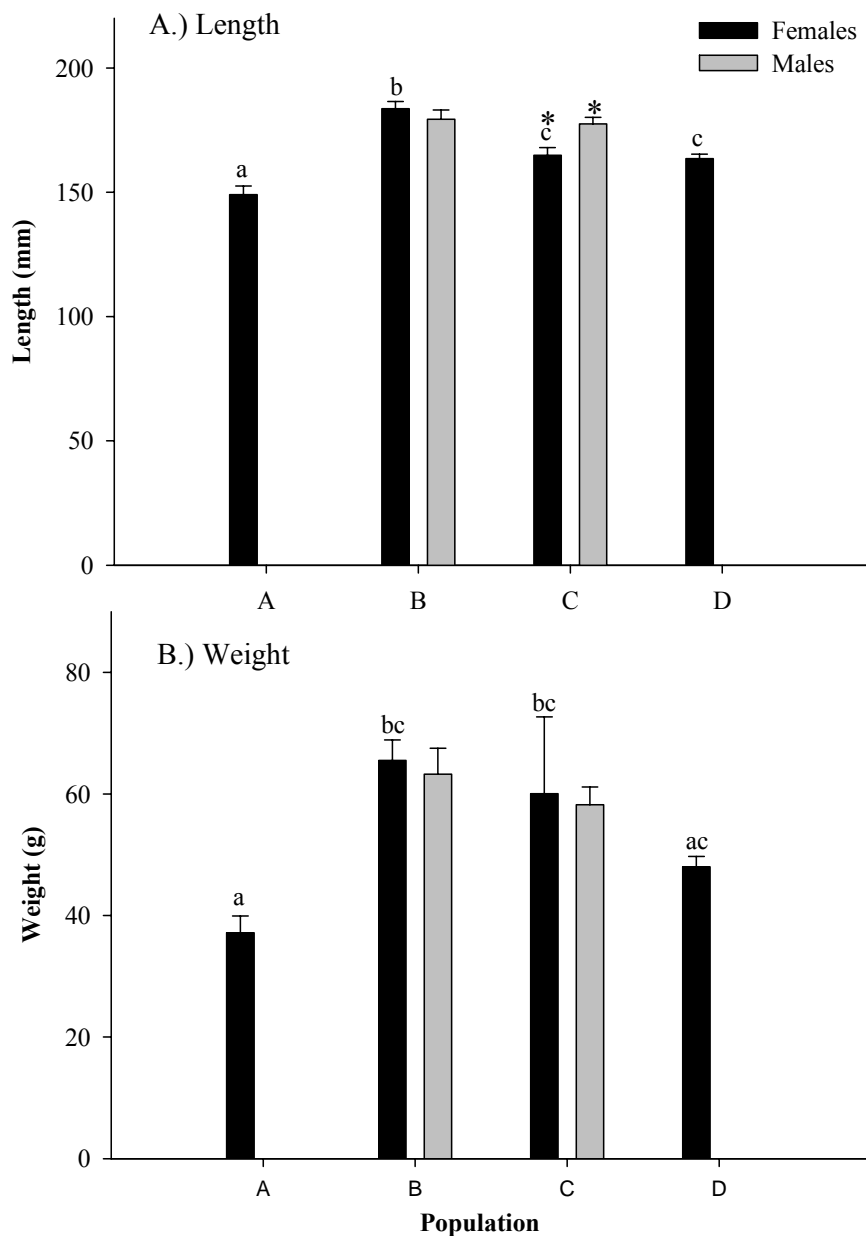 A.) Length
Females
Males
200
150
100
50
0
Length (mm)
a
b
* *
c
c
A B C D
B.) Weight
80
60
40
20
0
Weight (g)
a
bc
bc
ac
A B C D
Population